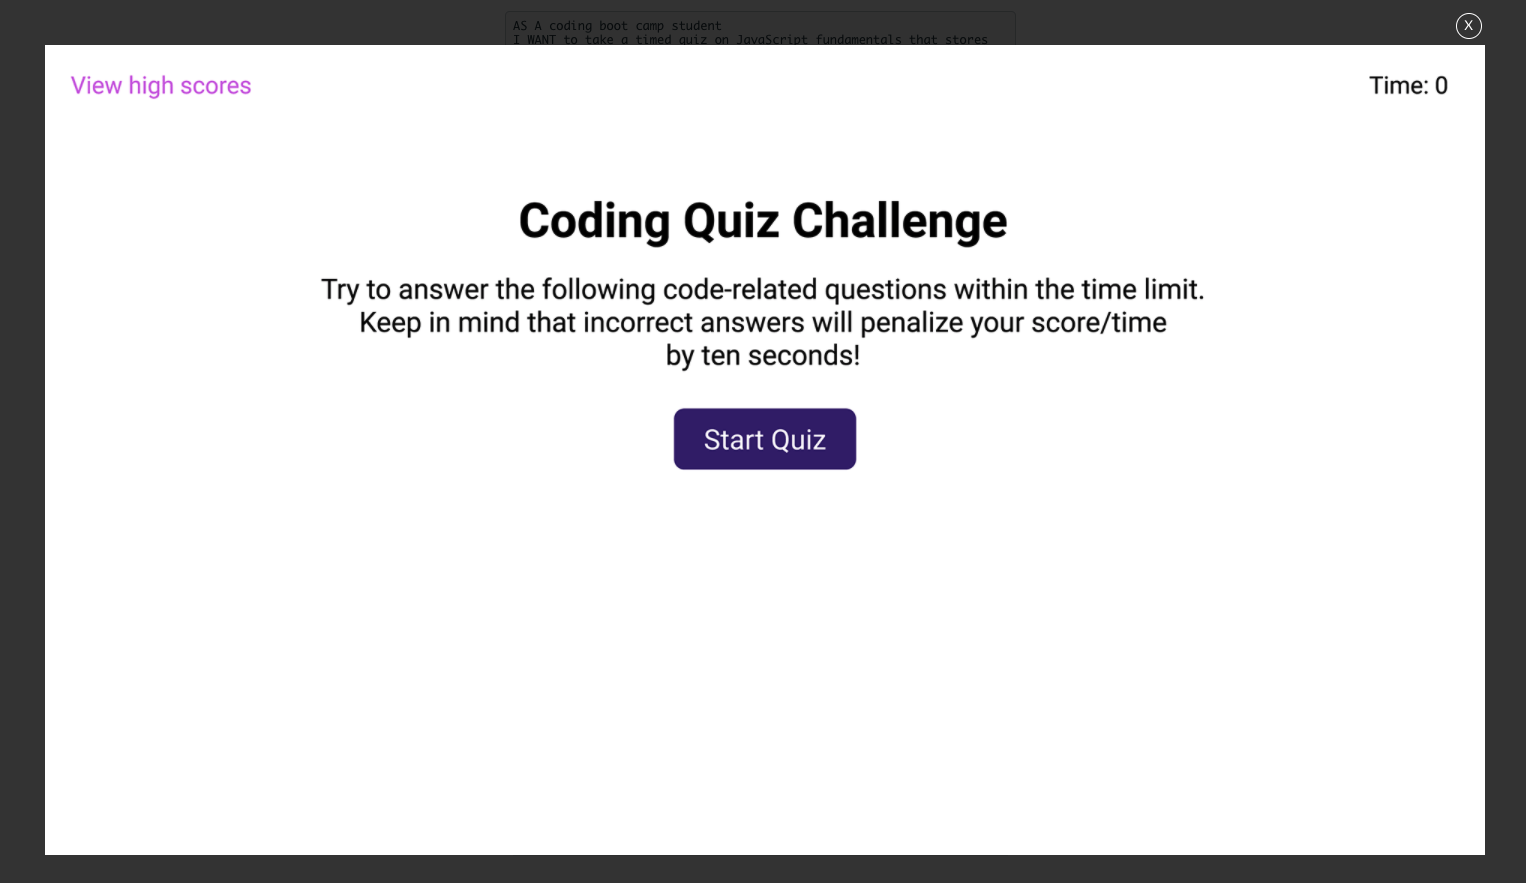 AS A coding boot camp student
I WANT to take a timed quiz on JavaScript fundamentals that stores
X
View high scores
Time: 0
Coding Quiz Challenge
Try to answer the following code-related questions within the time limit.
Keep in mind that incorrect answers will penalize your score/time
by ten seconds!
Start Quiz